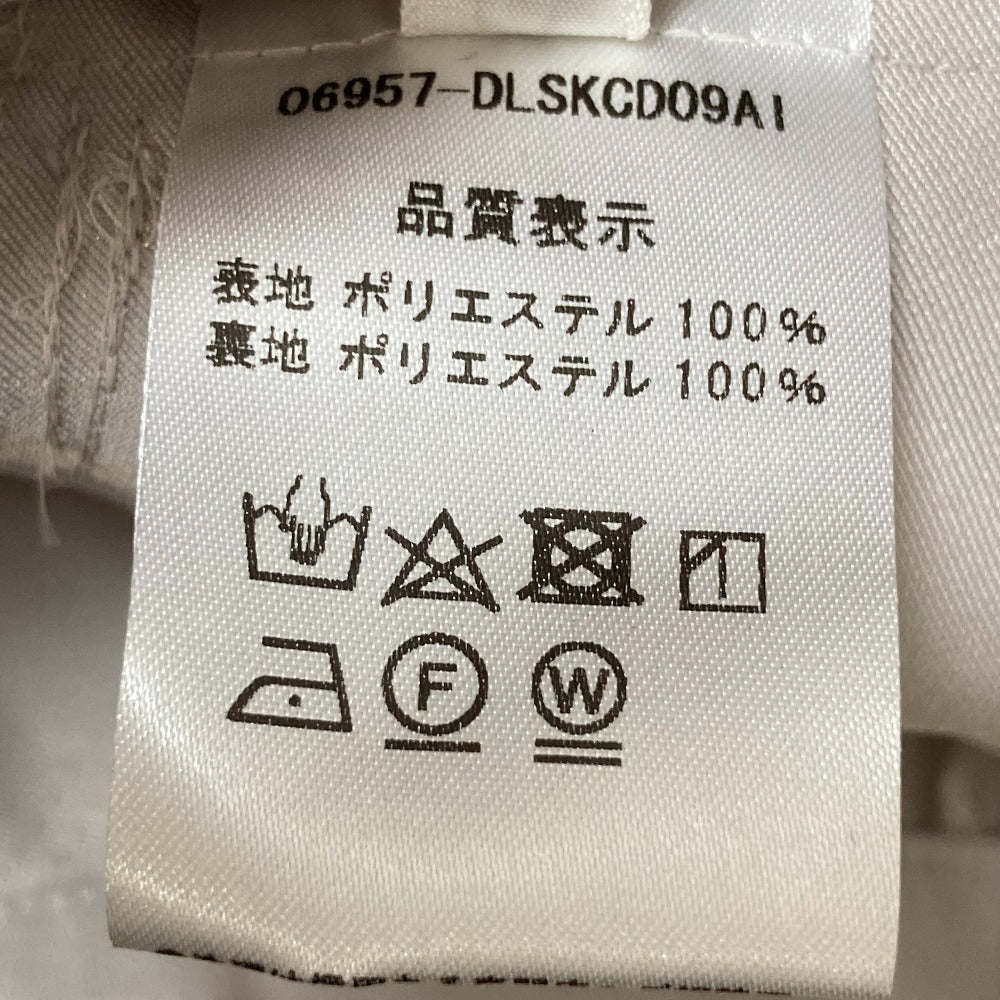 06957-DLSKCD09AI
品質表示
表地 ポリエステル 100%
裏地 ポリエステル 100%
F
W